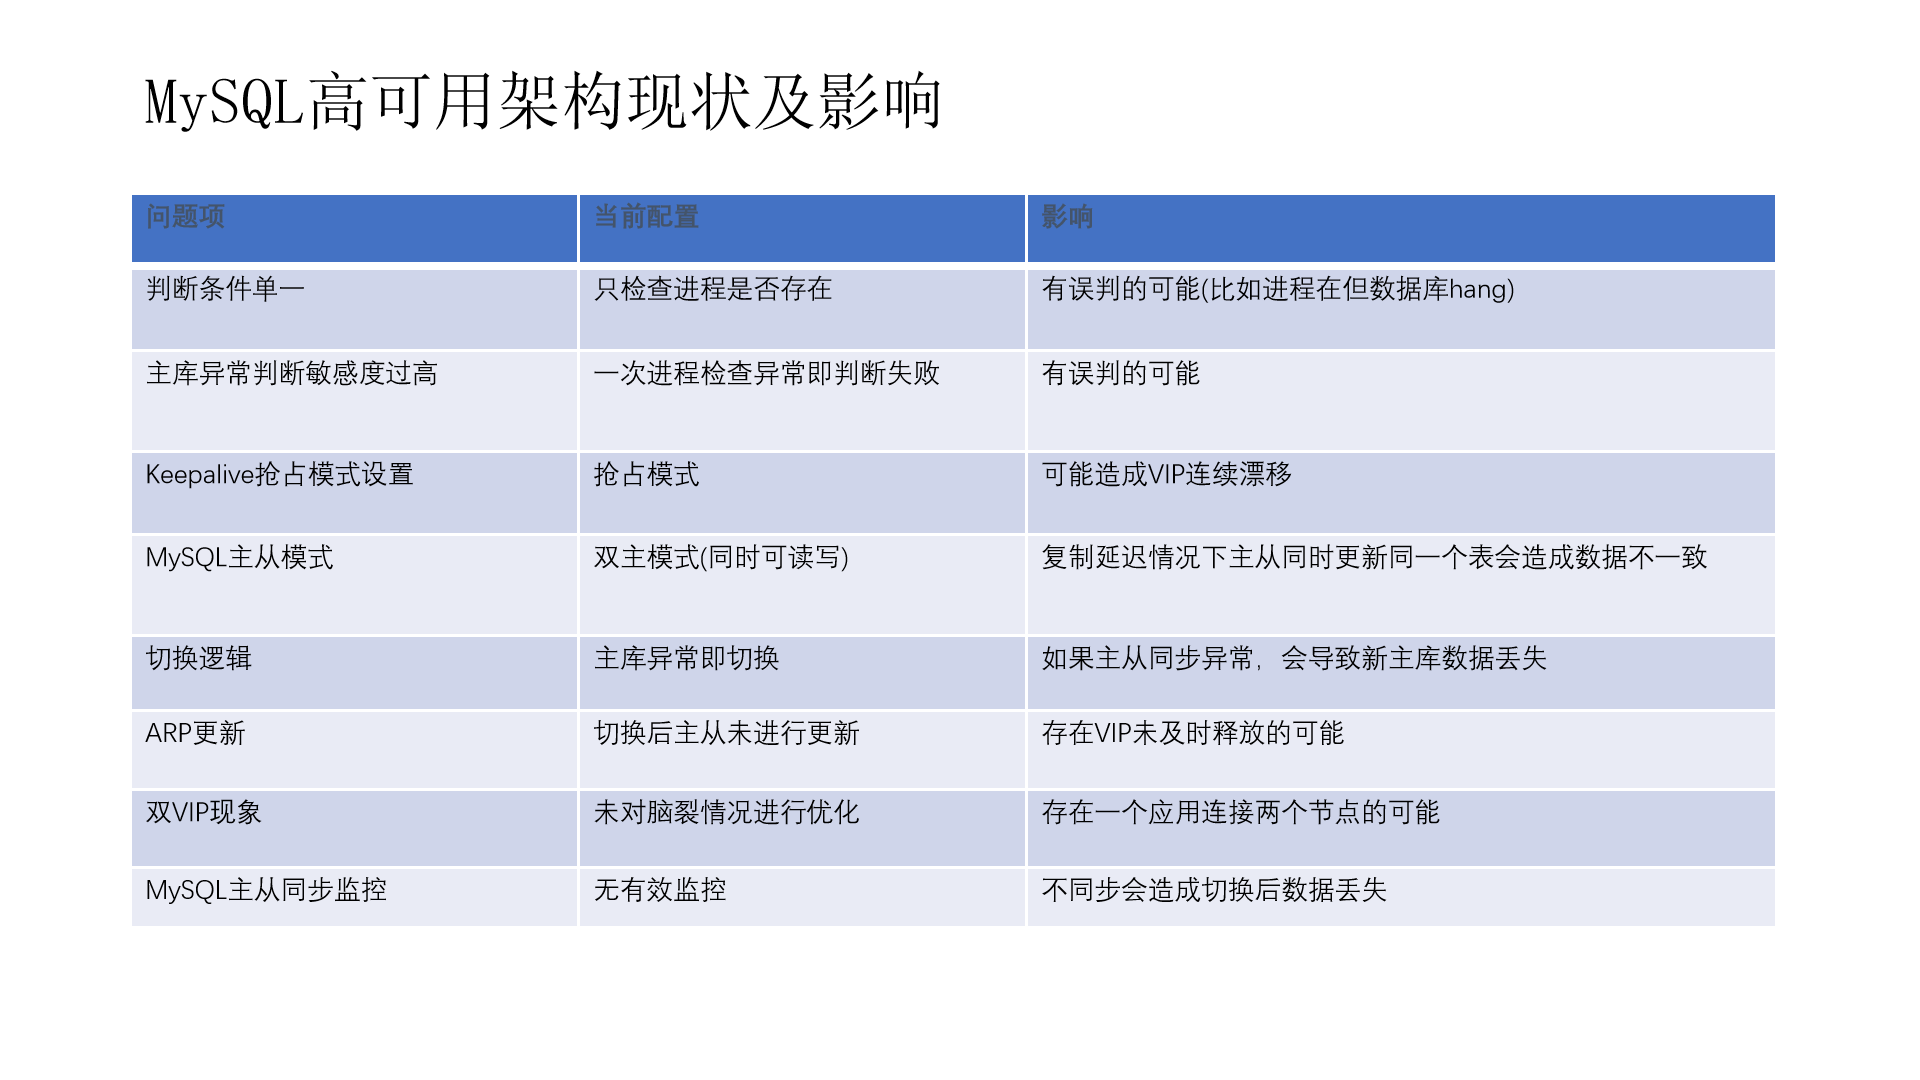 MySQL高可用架构现状及影响
问题项 当前配置 影响
判断条件单一 只检查进程是否存在 有误判的可能(比如进程在但数据库hang)
主库异常判断敏感度过高 一次进程检查异常即判断失败 有误判的可能
Keepalive抢占模式设置 抢占模式 可能造成VIP连续漂移
MySQL主从模式 双主模式(同时可读写) 复制延迟情况下主从同时更新同一个表会造成数据不一致
切换逻辑 主库异常即切换 如果主从同步异常，会导致新主库数据丢失
ARP更新 切换后主从未进行更新 存在VIP未及时释放的可能
双VIP现象 未对脑裂情况进行优化 存在一个应用连接两个节点的可能
MySQL主从同步监控 无有效监控 不同步会造成切换后数据丢失